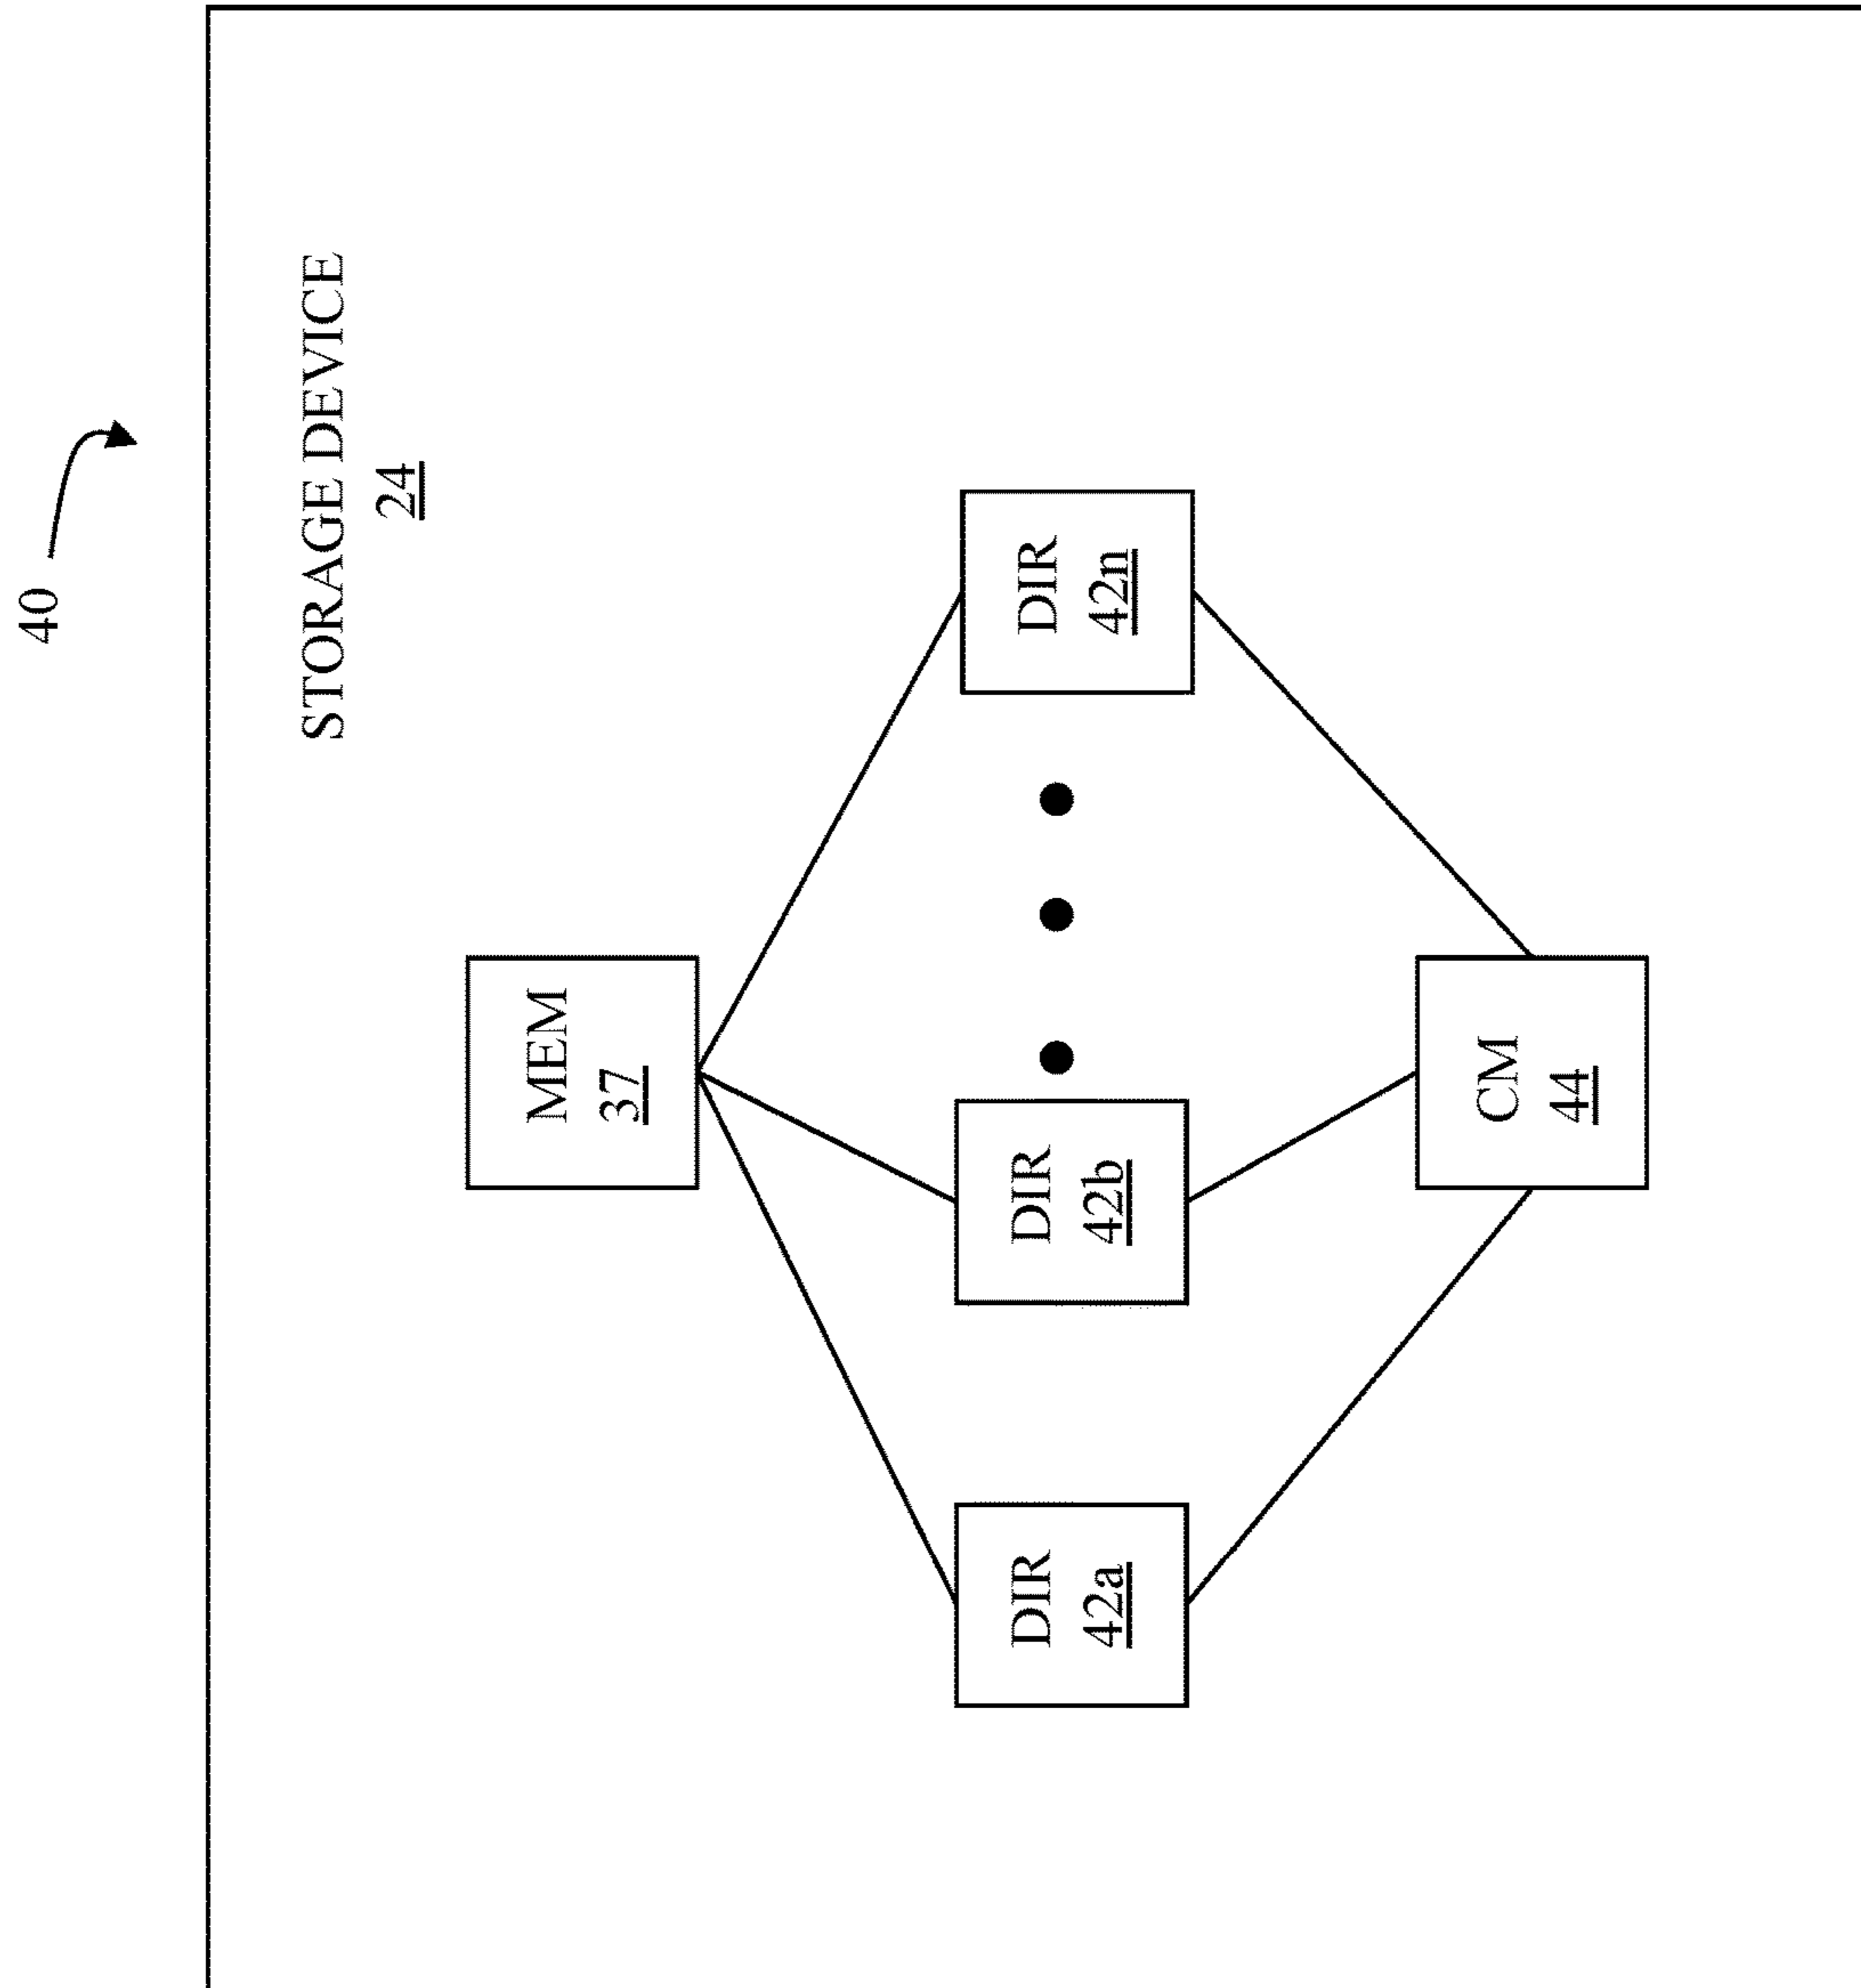 40
STORAGE DEVICE
24
MEM
37
DIR
42a
DIR
42b
DIR
42n
CM
44